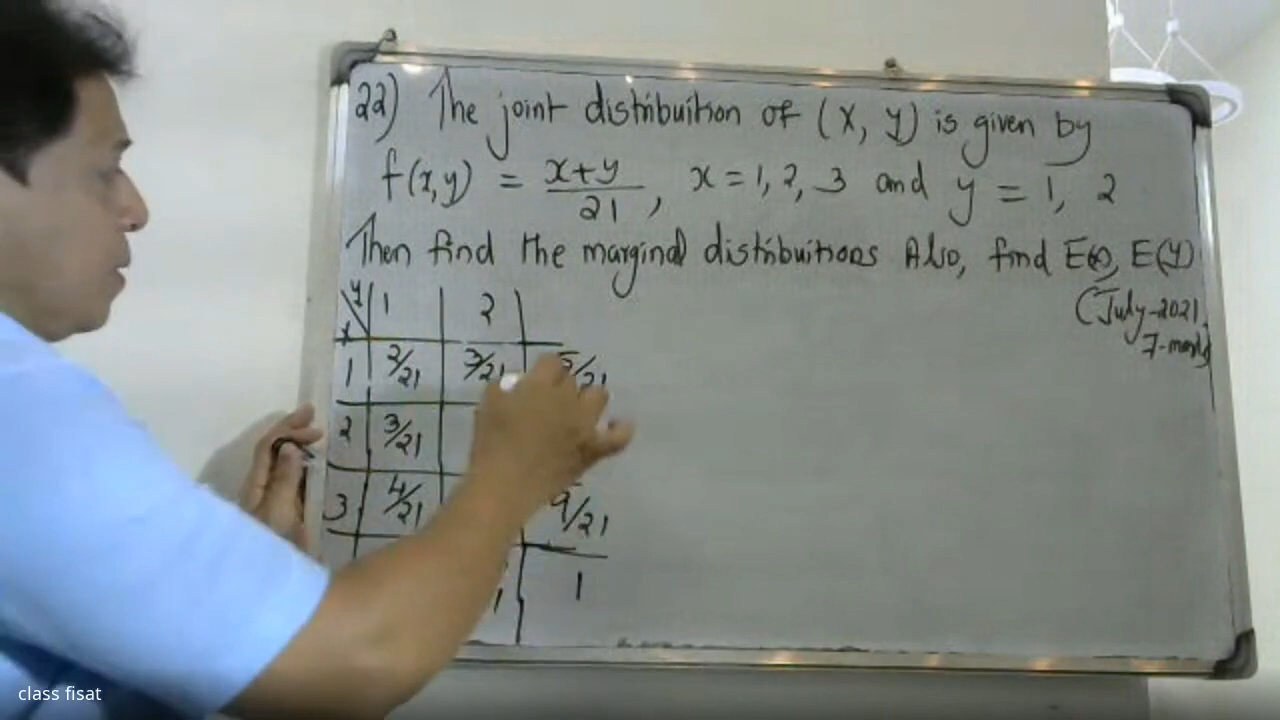 22) The joint distribuition of (X, Y) is given by
f(x,y) = x+y/21, x = 1, 2, 3 and y = 1, 2
Then find the marginal distribuitions Also, find E(x), E(Y)
(July-2021,
7-marks)
y 1 2
x
1 2/21 3/21 5/21
2 3/21
3 4/21 9/21
1
class fisat